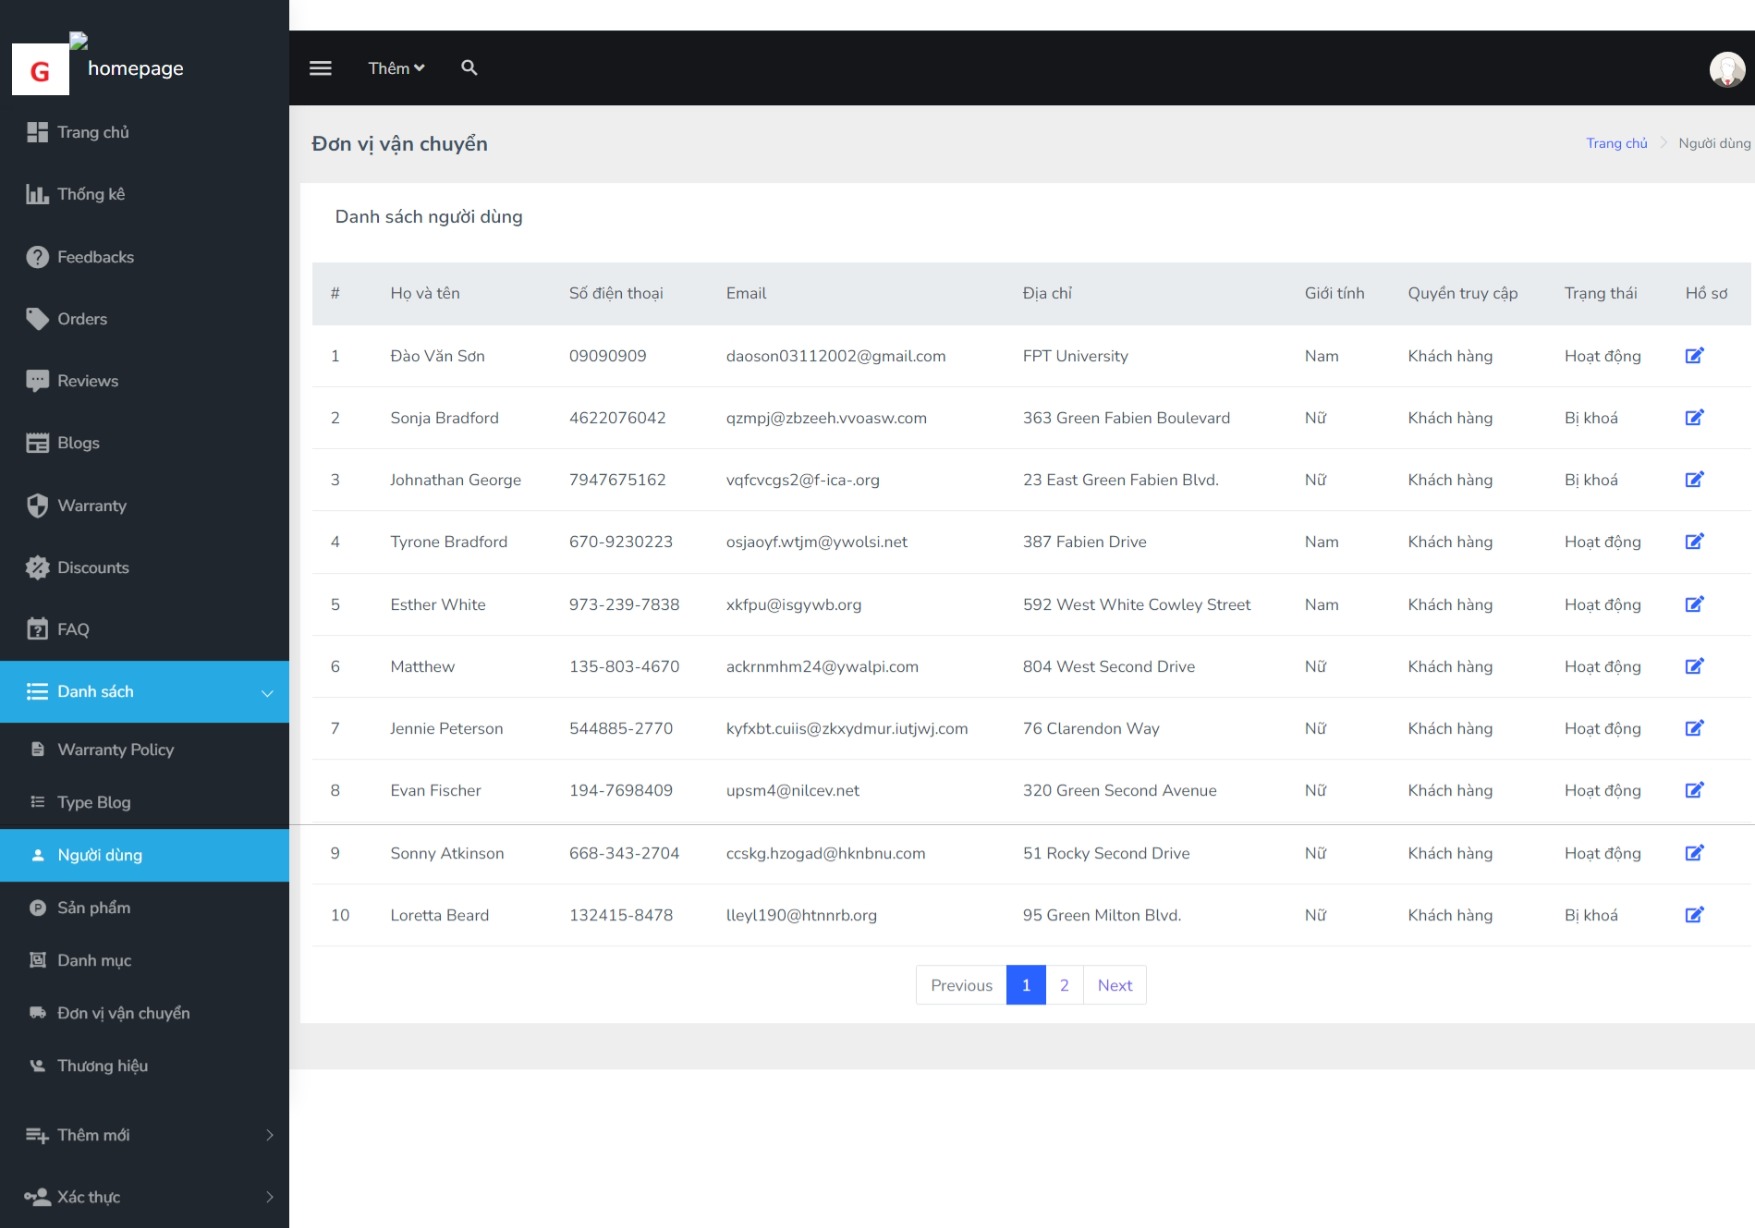 G
homepage
Trang chủ
Thống kê
Feedbacks
Orders
Reviews
Blogs
Warranty
Discounts
FAQ
Danh sách
Warranty Policy
Type Blog
Người dùng
Sản phẩm
Danh mục
Đơn vị vận chuyển
Thương hiệu
Thêm mới
Xác thực
Thêm
Đơn vị vận chuyển
Trang chủ Người dùng
Danh sách người dùng
# Họ và tên Số điện thoại Email Địa chỉ Giới tính Quyền truy cập Trạng thái Hồ sơ
1 Đào Văn Sơn 09090909 daoson03112002@gmail.com FPT University Nam Khách hàng Hoạt động
2 Sonja Bradford 4622076042 qzmpj@zbzeeh.vvoasw.com 363 Green Fabien Boulevard Nữ Khách hàng Bị khoá
3 Johnathan George 7947675162 vqfcvcgs2@f-ica-.org 23 East Green Fabien Blvd. Nữ Khách hàng Bị khoá
4 Tyrone Bradford 670-9230223 osjaoyf.wtjm@ywolsi.net 387 Fabien Drive Nam Khách hàng Hoạt động
5 Esther White 973-239-7838 xkfpu@isgywb.org 592 West White Cowley Street Nam Khách hàng Hoạt động
6 Matthew 135-803-4670 ackrnmhm24@ywalpi.com 804 West Second Drive Nữ Khách hàng Hoạt động
7 Jennie Peterson 544885-2770 kyfxbt.cuiis@zkxydmur.iutjwj.com 76 Clarendon Way Nữ Khách hàng Hoạt động
8 Evan Fischer 194-7698409 upsm4@nilcev.net 320 Green Second Avenue Nữ Khách hàng Hoạt động
9 Sonny Atkinson 668-343-2704 ccskg.hzogad@hknbnu.com 51 Rocky Second Drive Nữ Khách hàng Hoạt động
10 Loretta Beard 132415-8478 lleyl190@htnnrb.org 95 Green Milton Blvd. Nữ Khách hàng Bị khoá
Previous 1 2 Next